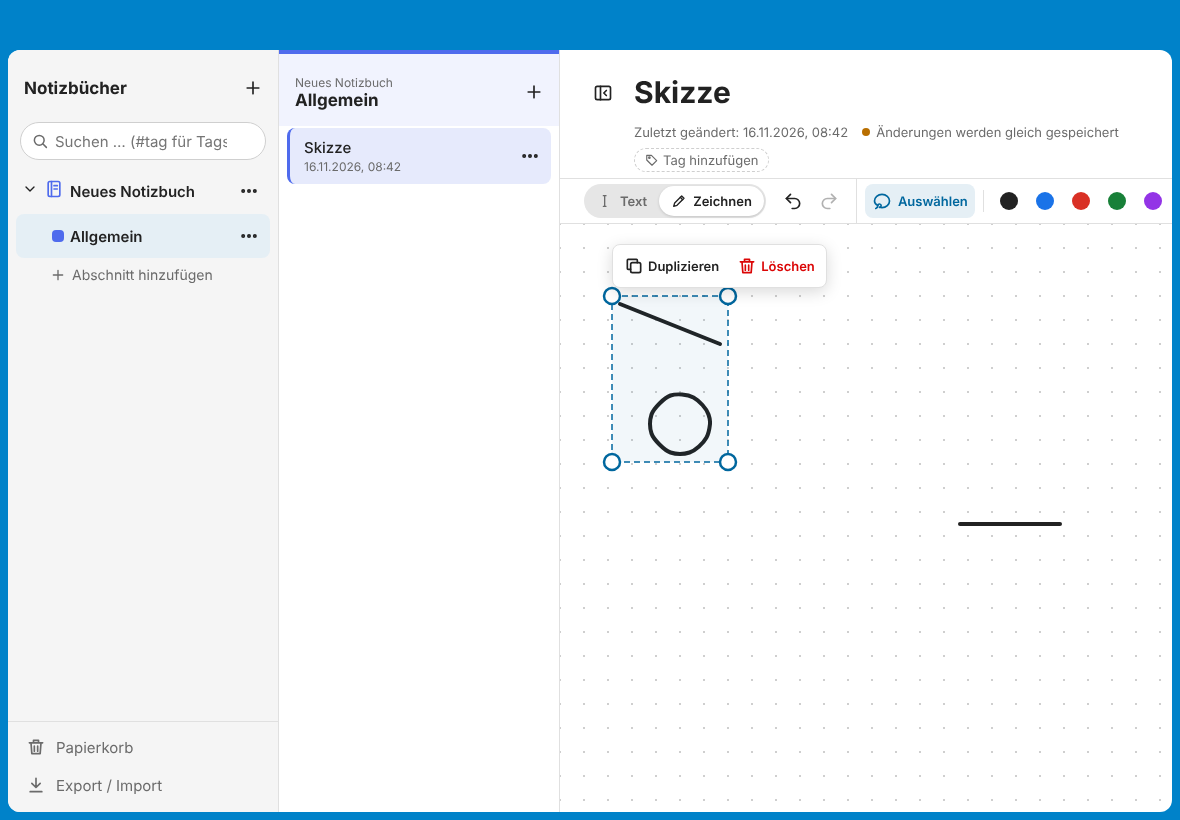 Notizbücher
Suchen … (#tag für Tags
Neues Notizbuch
Allgemein
Abschnitt hinzufügen
Papierkorb
Export / Import
Neues Notizbuch
Allgemein
Skizze
16.11.2026, 08:42
Skizze
Zuletzt geändert: 16.11.2026, 08:42 Änderungen werden gleich gespeichert
Tag hinzufügen
Text Zeichnen Auswählen
Duplizieren Löschen